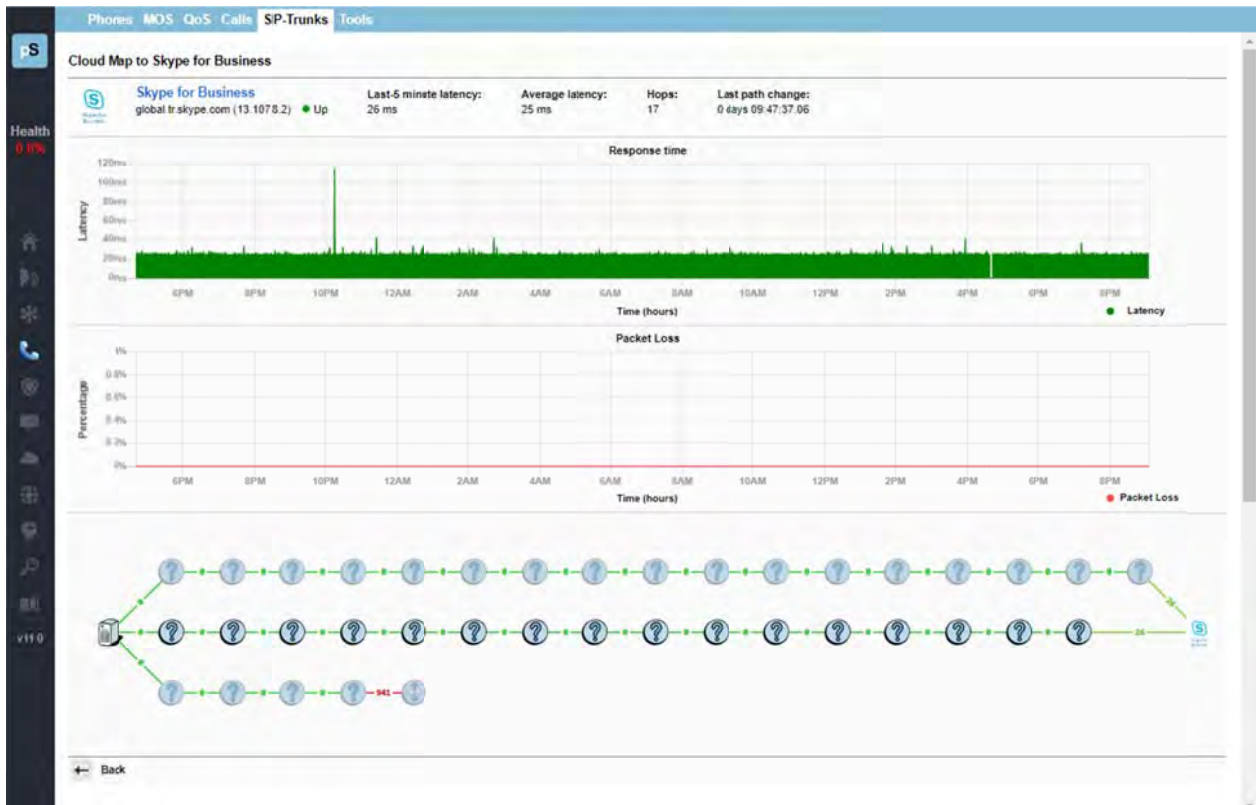 Phones MOS QoS Calls SIP-Trunks Tools
pS
Cloud Map to Skype for Business
Skype for Business
global.tr.skype.com (13.1078.2) Up
Last-5 minute latency:
26 ms
Average latency:
25 ms
Hops:
17
Last path change:
0 days 09:47:37.06
Health
Response time
120ms
100ms
80ms
60ms
40ms
20ms
0ms
Latency
6PM 8PM 10PM 12AM 2AM 4AM 6AM 8AM 10AM 12PM 2PM 4PM 6PM 8PM
Time (hours)
Latency
Packet Loss
1%
0.8%
0.6%
0.4%
0.2%
0%
Percentage
6PM 8PM 10PM 12AM 2AM 4AM 6AM 8AM 10AM 12PM 2PM 4PM 6PM 8PM
Time (hours)
Packet Loss
26
v11.0
26
941
Back